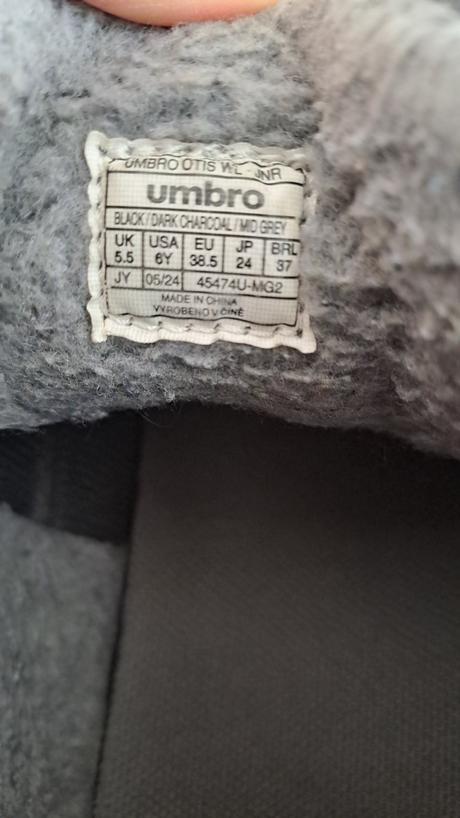 UMBRO OTIS WL - JNR
umbro
BLACK / DARK CHARCOAL / MID GREY
UK USA EU JP BRL
5.5 6Y 38.5 24 37
JY 05/24 45474U-MG2
MADE IN CHINA
VYROBENO V ČÍNĚ